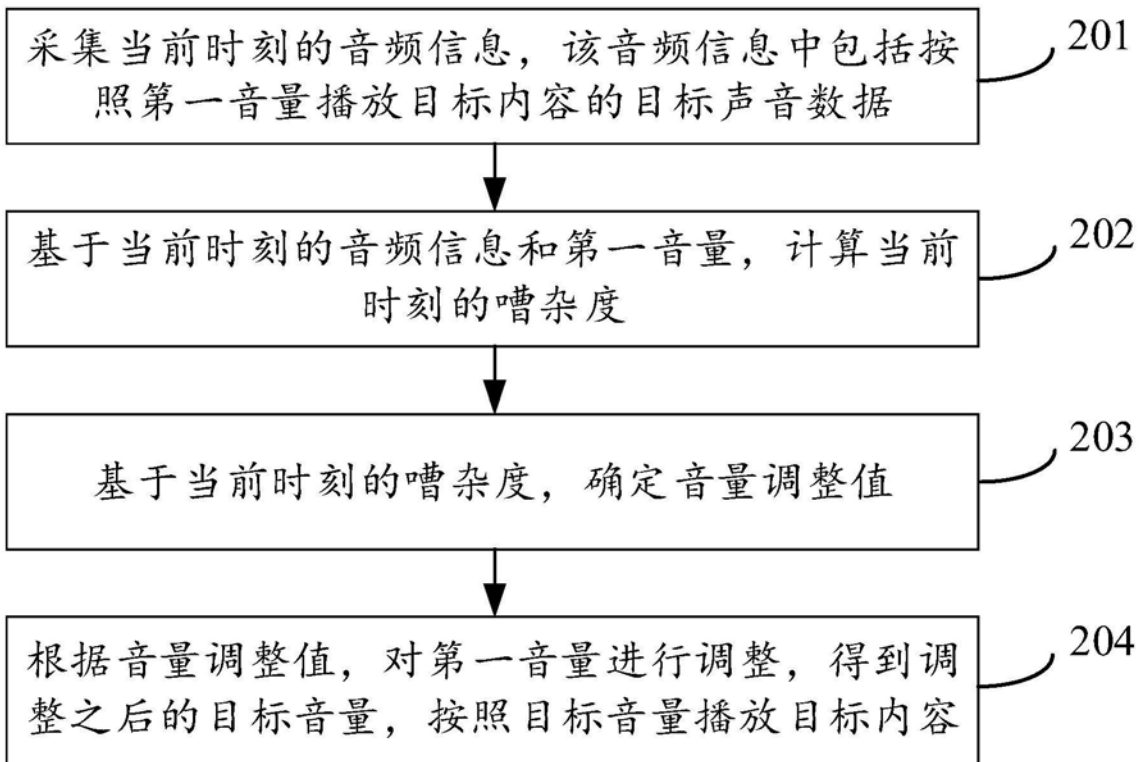 采集当前时刻的音频信息，该音频信息中包括按
照第一音量播放目标内容的目标声音数据
201
基于当前时刻的音频信息和第一音量，计算当前
时刻的嘈杂度
202
基于当前时刻的嘈杂度，确定音量调整值
203
根据音量调整值，对第一音量进行调整，得到调
整之后的目标音量，按照目标音量播放目标内容
204